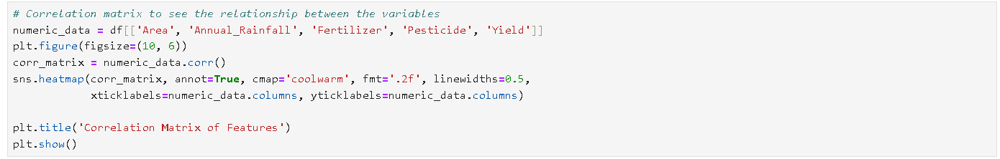 # Correlation matrix to see the relationship between the variables
numeric_data = df[['Area', 'Annual_Rainfall', 'Fertilizer', 'Pesticide', 'Yield']]
plt.figure(figsize=(10, 6))
corr_matrix = numeric_data.corr()
sns.heatmap(corr_matrix, annot=True, cmap='coolwarm', fmt='.2f', linewidths=0.5,
            xticklabels=numeric_data.columns, yticklabels=numeric_data.columns)
plt.title('Correlation Matrix of Features')
plt.show()